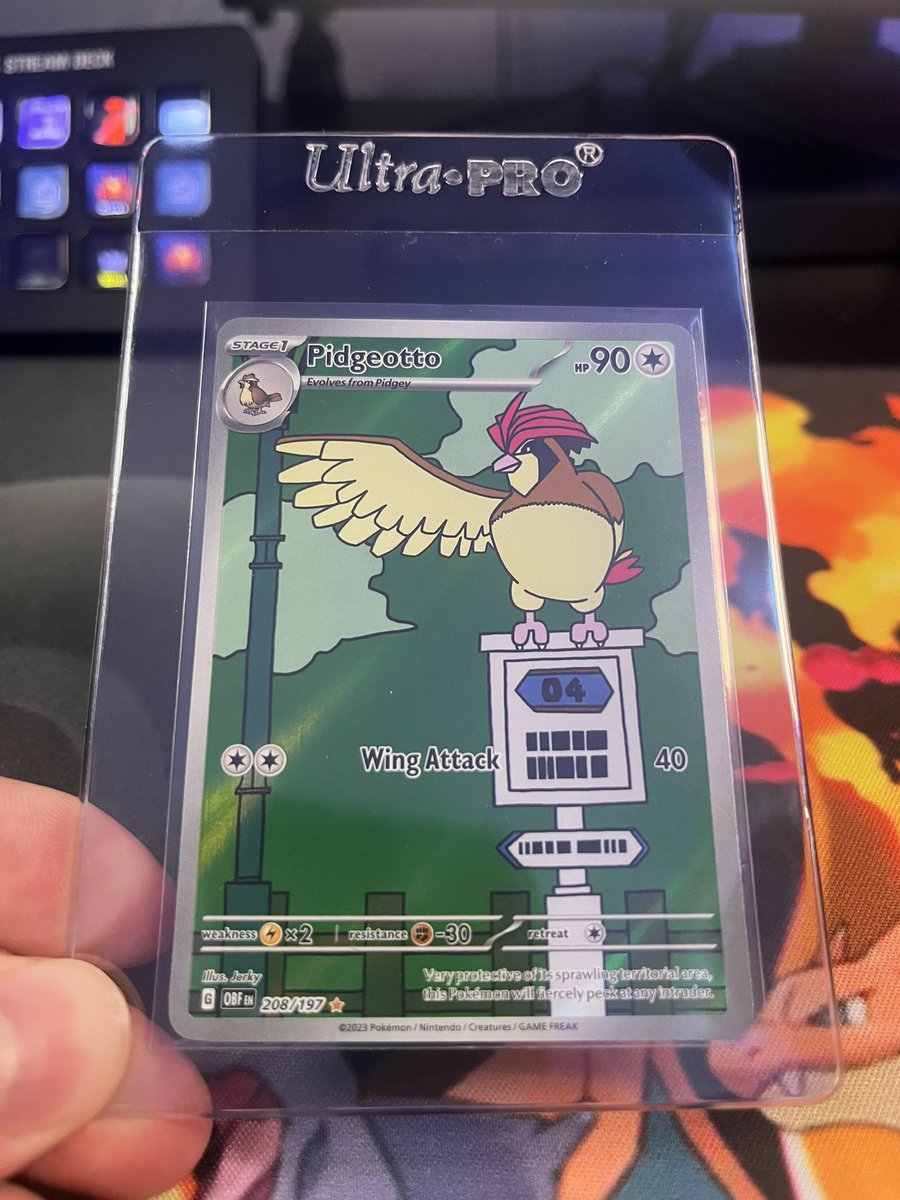 STREAM DECK
Ultra·PRO®
STAGE 1
Pidgeotto
HP 90
Evolves from Pidgey
04
Wing Attack 40
weakness ×2 resistance -30 retreat
Illus. Jerky
Very protective of its sprawling territorial area,
this Pokémon will fiercely peck at any intruder.
G OBF EN 208/197
©2023 Pokémon / Nintendo / Creatures / GAME FREAK